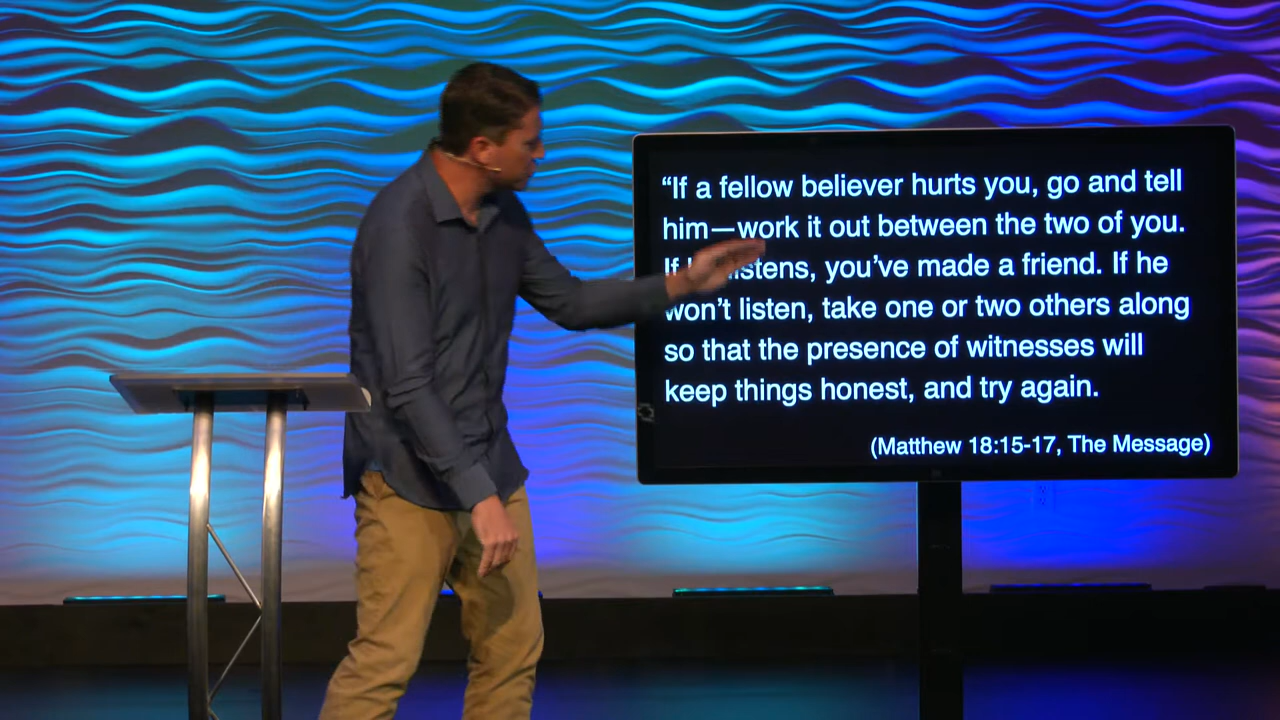 “If a fellow believer hurts you, go and tell
him—work it out between the two of you.
If listens, you’ve made a friend. If he
won’t listen, take one or two others along
so that the presence of witnesses will
keep things honest, and try again.
(Matthew 18:15-17, The Message)